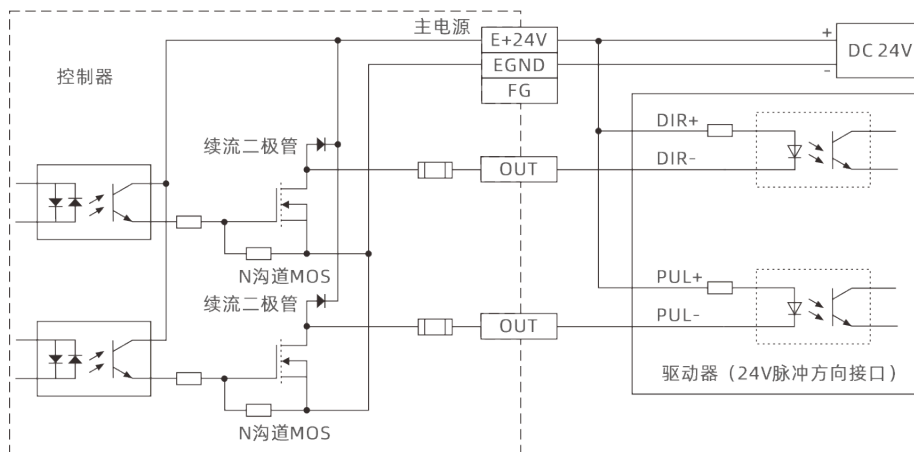 主电源
E+24V
+
DC 24V
-
EGND
FG
控制器
DIR+
续流二极管
DIR-
OUT
N沟道MOS
PUL+
续流二极管
PUL-
OUT
驱动器（24V脉冲方向接口）
N沟道MOS